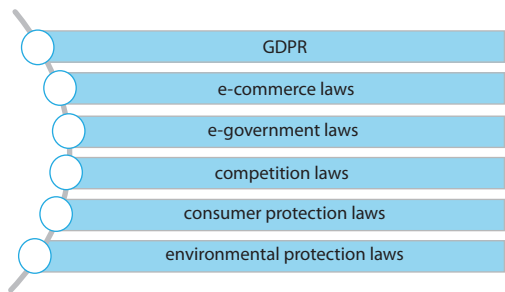 GDPR
e-commerce laws
e-government laws
competition laws
consumer protection laws
environmental protection laws